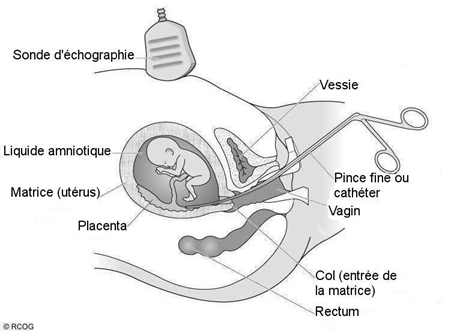 Sonde d'échographie
Vessie
Liquide amniotique
Matrice (utérus)
Pince fine ou
cathéter
Vagin
Placenta
Col (entrée de
la matrice)
Rectum
© RCOG